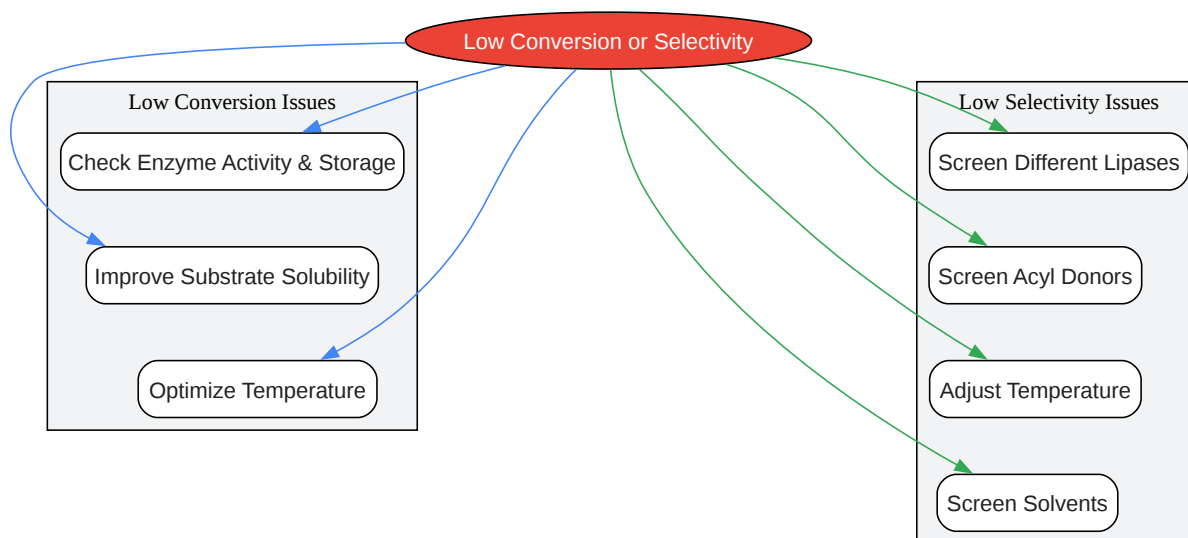 Low Conversion or Selectivity
Low Conversion Issues
Check Enzyme Activity & Storage
Improve Substrate Solubility
Optimize Temperature
Low Selectivity Issues
Screen Different Lipases
Screen Acyl Donors
Adjust Temperature
Screen Solvents